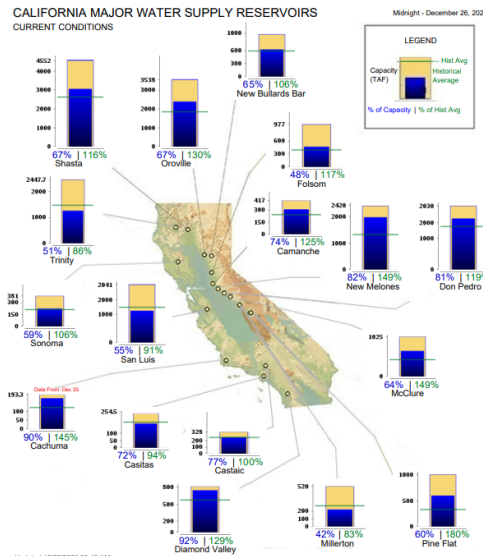 CALIFORNIA MAJOR WATER SUPPLY RESERVOIRS
CURRENT CONDITIONS
Midnight - December 26,
LEGEND
Capacity
(TAF)
Hist Avg
Historical
Average
% of Capacity | % of Hist Avg
4552
4000
3000
2000
1000
0
67% | 116%
Shasta
3538
3000
2000
1000
0
67% | 130%
Oroville
1000
600
300
0
65% | 106%
New Bullards Bar
977
600
300
0
48% | 117%
Folsom
2447.7
2000
1000
0
51% | 86%
Trinity
417
300
150
0
74% | 125%
Camanche
2420
2000
1000
0
82% | 149%
New Melones
2030
2000
1000
0
81% | 119%
Don Pedro
381
300
150
0
59% | 106%
Sonoma
2041
2000
1000
0
55% | 91%
San Luis
1025
0
64% | 149%
McClure
Data From: Dec 25
193.3
100
50
0
90% | 145%
Cachuma
254.5
100
50
0
72% | 94%
Casitas
325
200
100
0
77% | 100%
Castaic
800
500
0
92% | 129%
Diamond Valley
520
200
0
42% | 83%
Millerton
1000
600
300
0
60% | 180%
Pine Flat